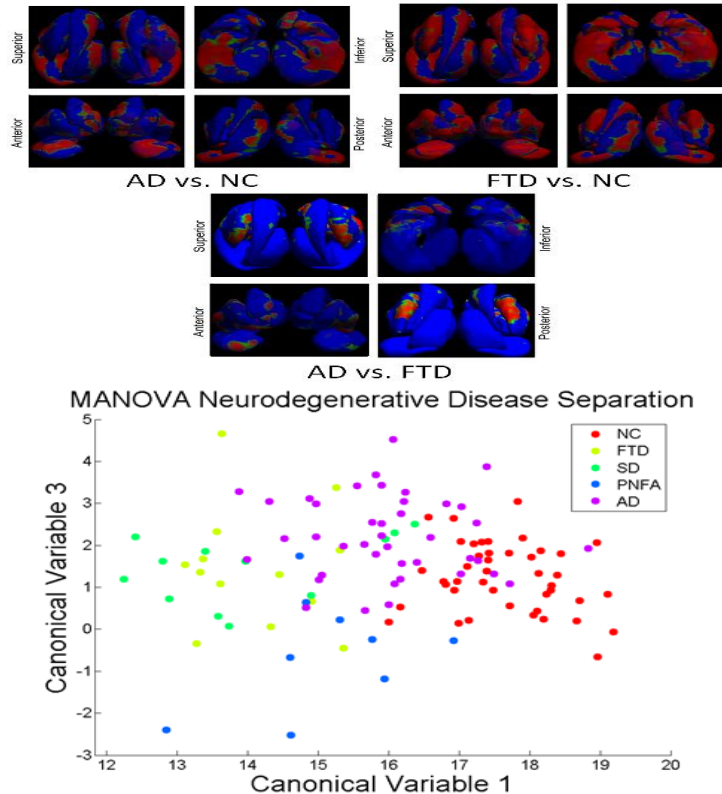 Superior
Inferior
Anterior
Posterior
AD vs. NC
Superior
Inferior
Anterior
Posterior
FTD vs. NC
Superior
Inferior
Anterior
Posterior
AD vs. FTD
MANOVA Neurodegenerative Disease Separation
5
4
3
2
1
0
-1
-2
-3
Canonical Variable 3
NC
FTD
SD
PNFA
AD
12 13 14 15 16 17 18 19 20
Canonical Variable 1